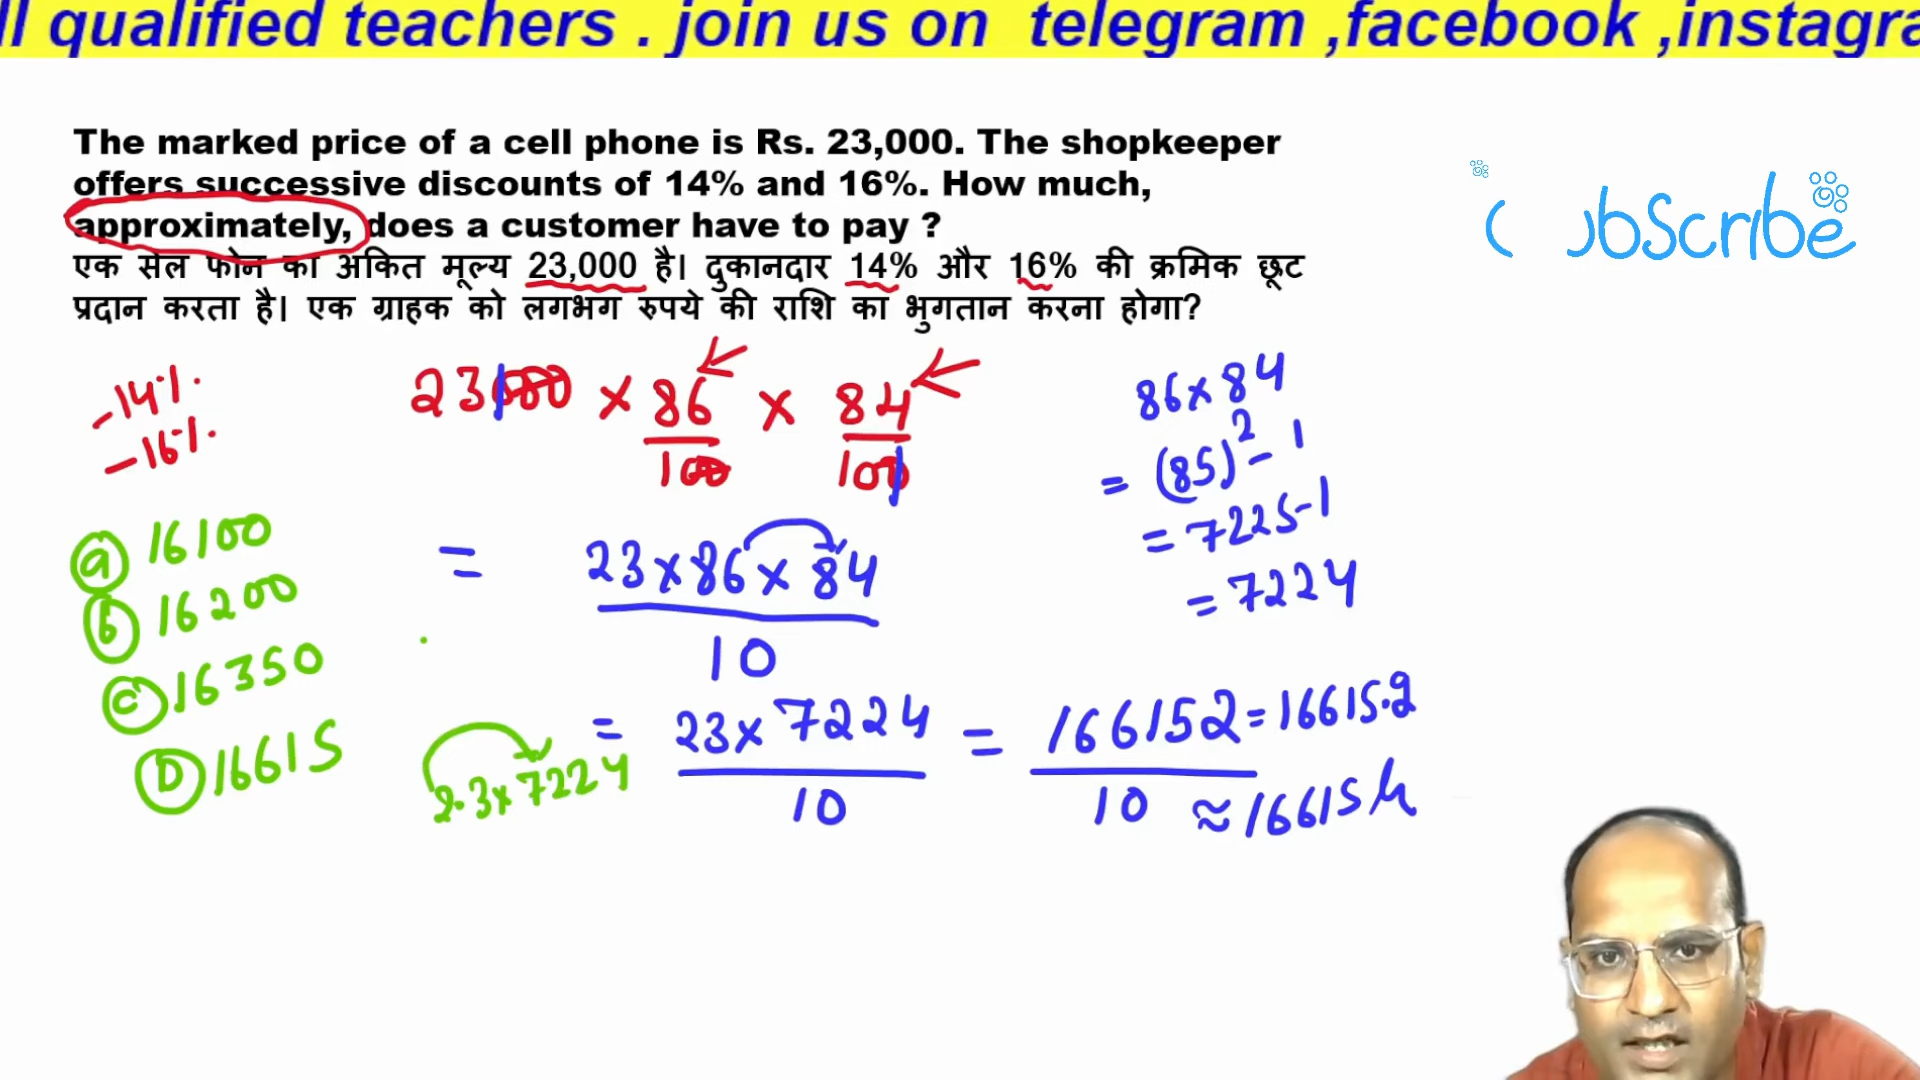 ll qualified teachers . join us on telegram ,facebook ,instagra
The marked price of a cell phone is Rs. 23,000. The shopkeeper
offers successive discounts of 14% and 16%. How much,
approximately, does a customer have to pay ?
एक सेल फोन का अंकित मूल्य 23,000 है। दुकानदार 14% और 16% की क्रमिक छूट
प्रदान करता है। एक ग्राहक को लगभग रुपये की राशि का भुगतान करना होगा?
ubscribe
-14%.
-16%.
23000 × 86/100 × 84/100
= 23×86×84/10
= 23×7224/10 = 166152/10 = 16615.2
≈16615
86×84
= (85)² - 1
= 7225-1
= 7224
a 16100
b 16200
c 16350
D 16615
2.3×7224